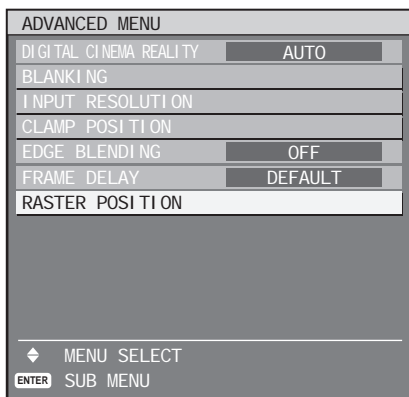 ADVANCED MENU
DIGITAL CINEMA REALITY AUTO
BLANKING
INPUT RESOLUTION
CLAMP POSITION
EDGE BLENDING OFF
FRAME DELAY DEFAULT
RASTER POSITION
MENU SELECT
ENTER SUB MENU